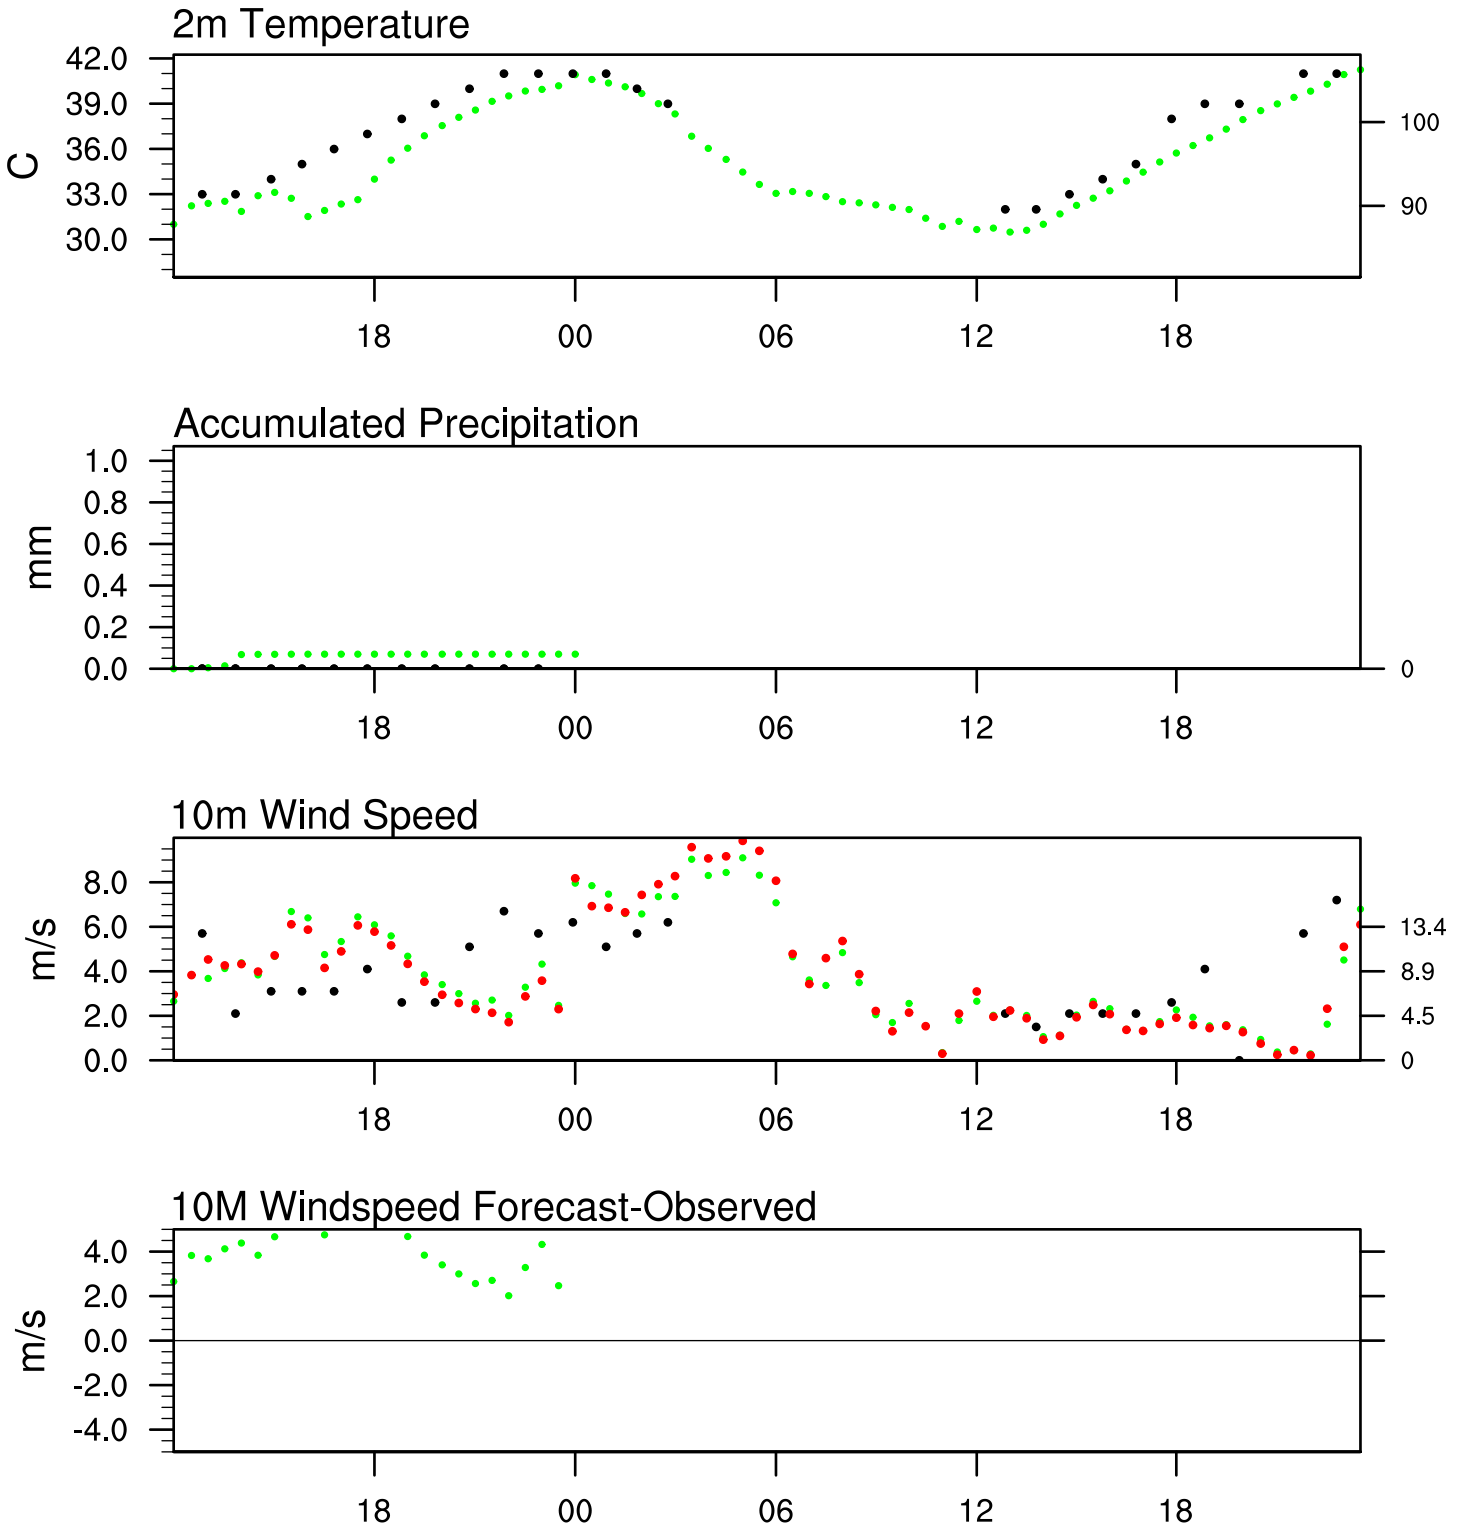 2m Temperature
42.0
39.0
36.0
33.0
30.0
C
100
90
18 00 06 12 18
Accumulated Precipitation
1.0
0.8
0.6
0.4
0.2
0.0
mm
0
18 00 06 12 18
10m Wind Speed
8.0
6.0
4.0
2.0
0.0
m/s
13.4
8.9
4.5
0
18 00 06 12 18
10M Windspeed Forecast-Observed
4.0
2.0
0.0
-2.0
-4.0
m/s
18 00 06 12 18